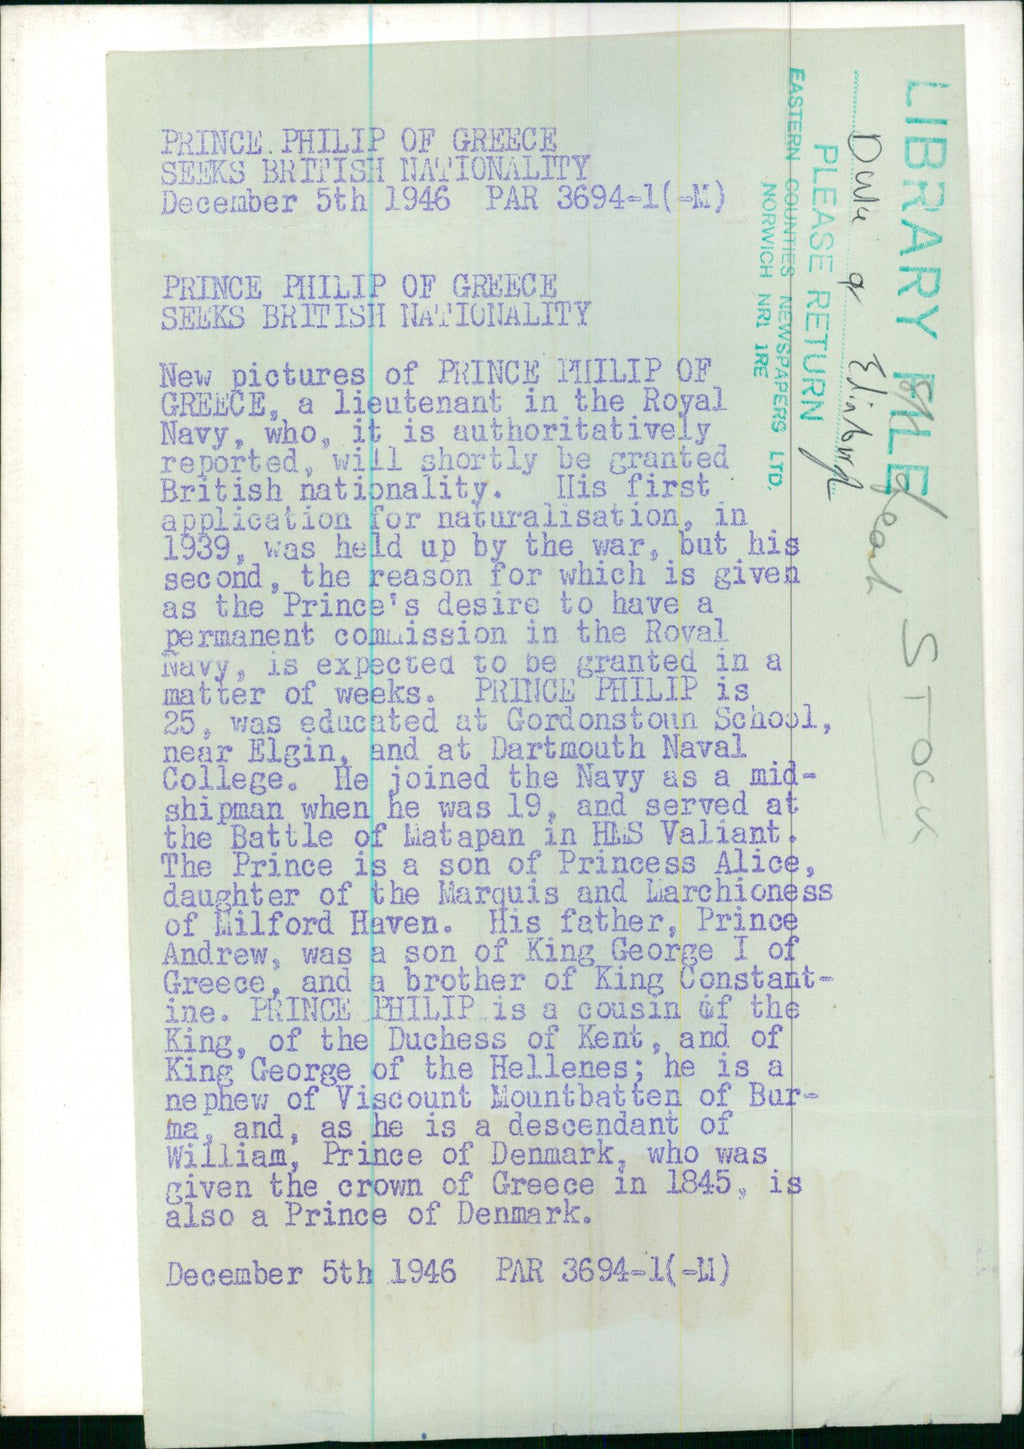 PRINCE PHILIP OF GREECE
SEEKS BRITISH NATIONALITY
December 5th 1946 PAR 3694-1(-M)
PRINCE PHILIP OF GREECE
SEEKS BRITISH NATIONALITY
New pictures of PRINCE PHILIP OF
GREECE, a lieutenant in the Royal
Navy, who, it is authoritatively
reported, will shortly be granted
British nationality. His first
application for naturalisation, in
1939, was held up by the war, but his
second, the reason for which is given
as the Prince's desire to have a
permanent commission in the Royal
Navy, is expected to be granted in a
matter of weeks. PRINCE PHILIP is
25, was educated at Gordonstoun School,
near Elgin, and at Dartmouth Naval
College. He joined the Navy as a mid-
shipman when he was 19, and served at
the Battle of Matapan in HMS Valiant.
The Prince is a son of Princess Alice,
daughter of the Marquis and Marchioness
of Milford Haven. His father, Prince
Andrew, was a son of King George I of
Greece, and a brother of King Constant-
ine. PRINCE PHILIP is a cousin of the
King, of the Duchess of Kent, and of
King George of the Hellenes; he is a
nephew of Viscount Mountbatten of Bur-
ma, and, as he is a descendant of
William, Prince of Denmark, who was
given the crown of Greece in 1845, is
also a Prince of Denmark.
December 5th 1946 PAR 3694-1(-M)
LIBRARY FILE
Duke of Edinburgh
PLEASE RETURN
EASTERN COUNTIES NEWSPAPERS LTD.
NORWICH NR1 1RE
STOCK